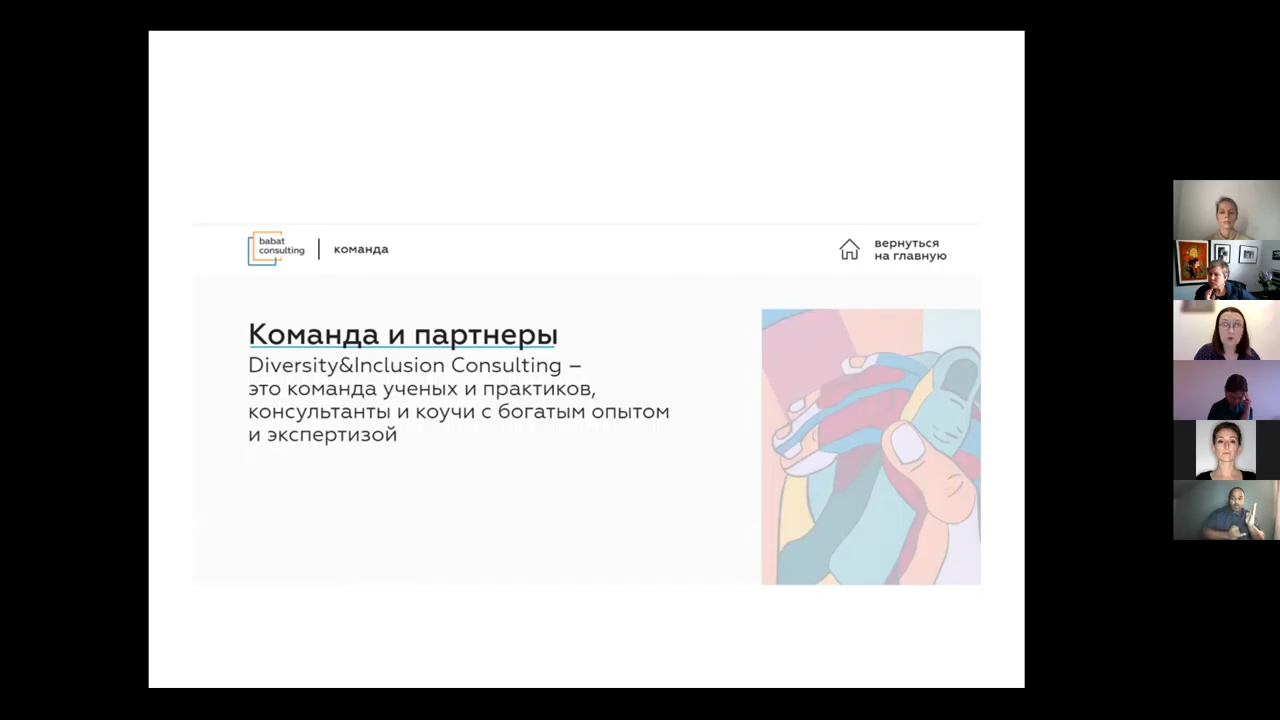 babat
consulting
команда
вернуться
на главную
Команда и партнеры
Diversity&Inclusion Consulting –
это команда ученых и практиков,
консультанты и коучи с богатым опытом
и экспертизой